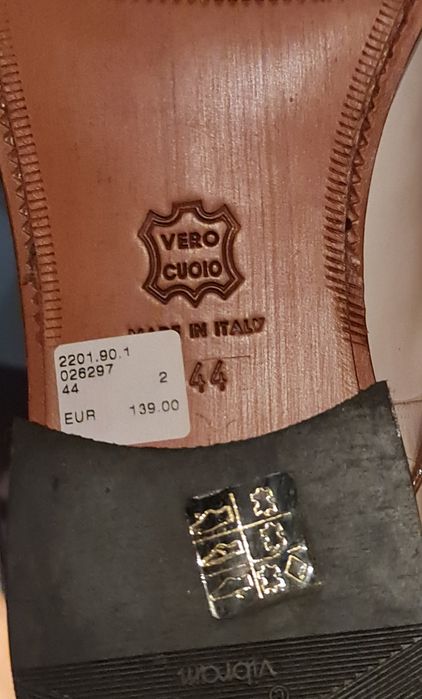 VERO
CUOIO
MADE IN ITALY
44
2201.90.1
026297
44 2
EUR 139.00
vibram